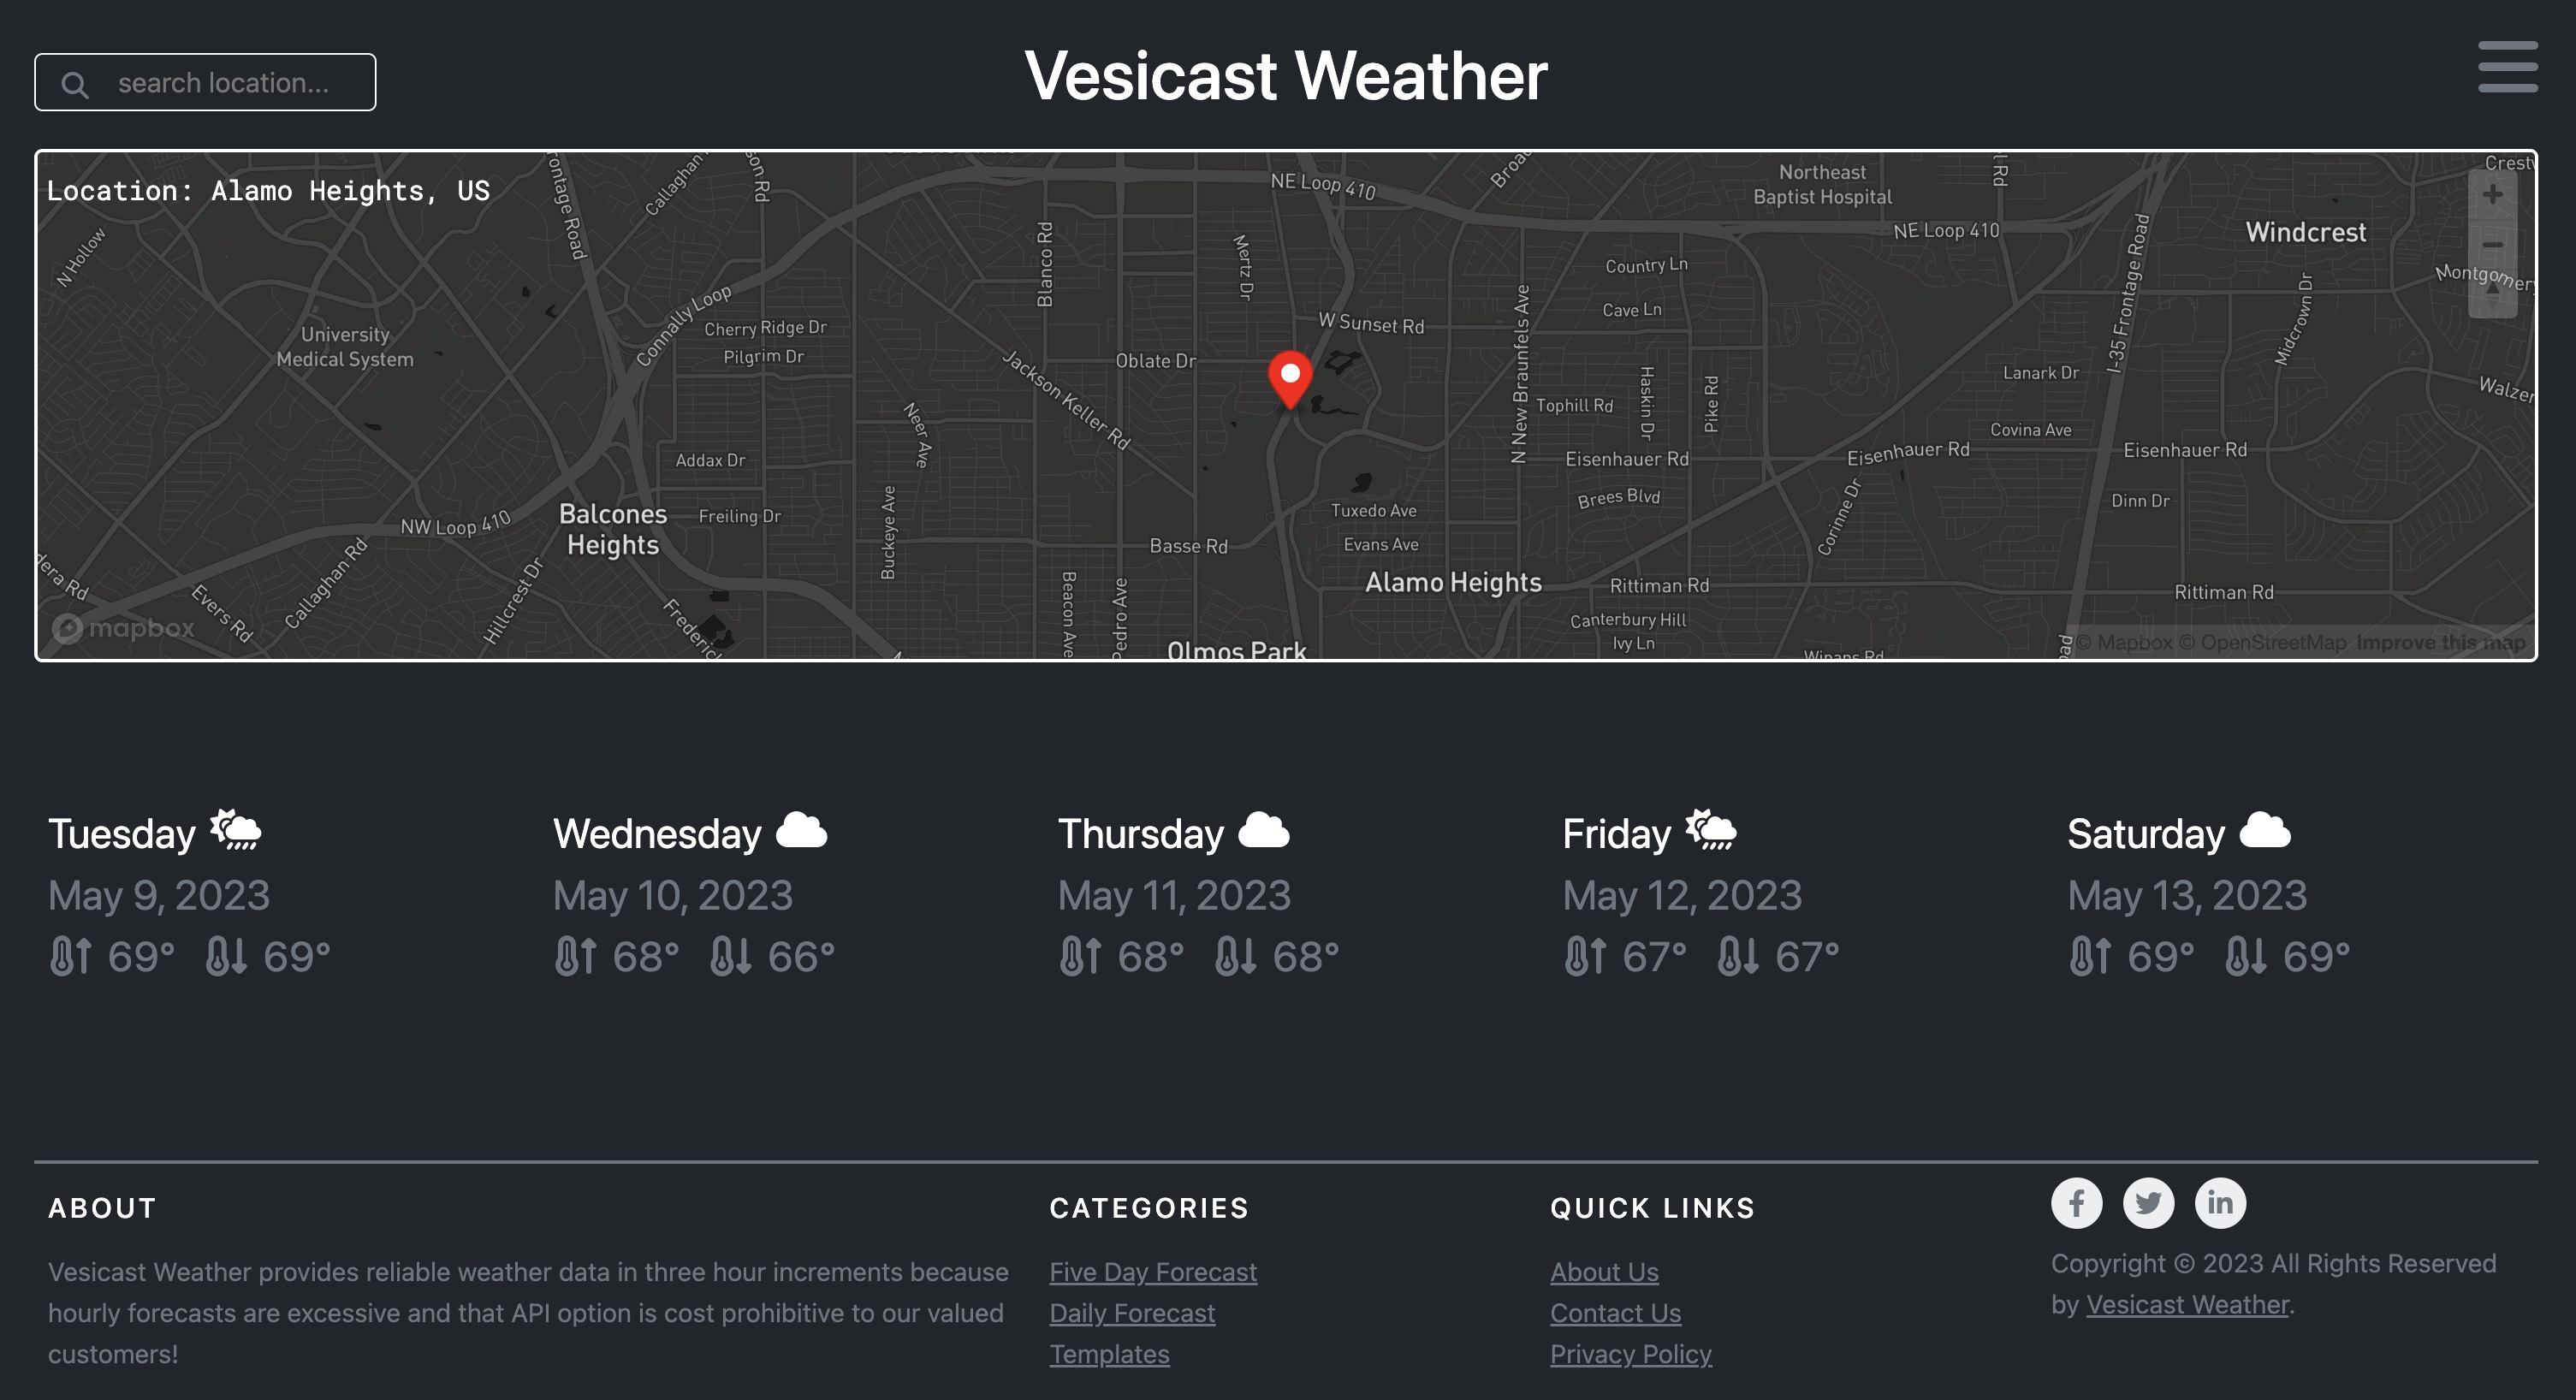 search location...
Vesicast Weather
Location: Alamo Heights, US
Callaghan
NE Loop 410
Northeast
Baptist Hospital
N Hollow
Blanco Rd
Mertz Dr
NE Loop 410
Windcrest
Country Ln
I-35 Frontage Road
Midcrown Dr
University
Medical System
Connally Loop
Cherry Ridge Dr
Pilgrim Dr
Cave Ln
W Sunset Rd
N New Braunfels Ave
Oblate Dr
Jackson Keller Rd
Lanark Dr
Haskin Dr
Pike Rd
Tophill Rd
Neer Ave
Covina Ave
Addax Dr
Eisenhauer Rd
Eisenhauer Rd
Eisenhauer Rd
Brees Blvd
Dinn Dr
Corinne Dr
NW Loop 410
Balcones
Heights
Freiling Dr
Buckeye Ave
Tuxedo Ave
Evans Ave
Basse Rd
Alamo Heights
Rittiman Rd
Rittiman Rd
Evers Rd
Callaghan Rd
Hillcrest Dr
Beacon Ave
Pedro Ave
Canterbury Hill
Ivy Ln
Olmos Park
mapbox
© Mapbox © OpenStreetMap Improve this map
Tuesday
May 9, 2023
69° 69°
Wednesday
May 10, 2023
68° 66°
Thursday
May 11, 2023
68° 68°
Friday
May 12, 2023
67° 67°
Saturday
May 13, 2023
69° 69°
ABOUT
Vesicast Weather provides reliable weather data in three hour increments because
hourly forecasts are excessive and that API option is cost prohibitive to our valued
customers!
CATEGORIES
Five Day Forecast
Daily Forecast
Templates
QUICK LINKS
About Us
Contact Us
Privacy Policy
Copyright © 2023 All Rights Reserved
by Vesicast Weather.